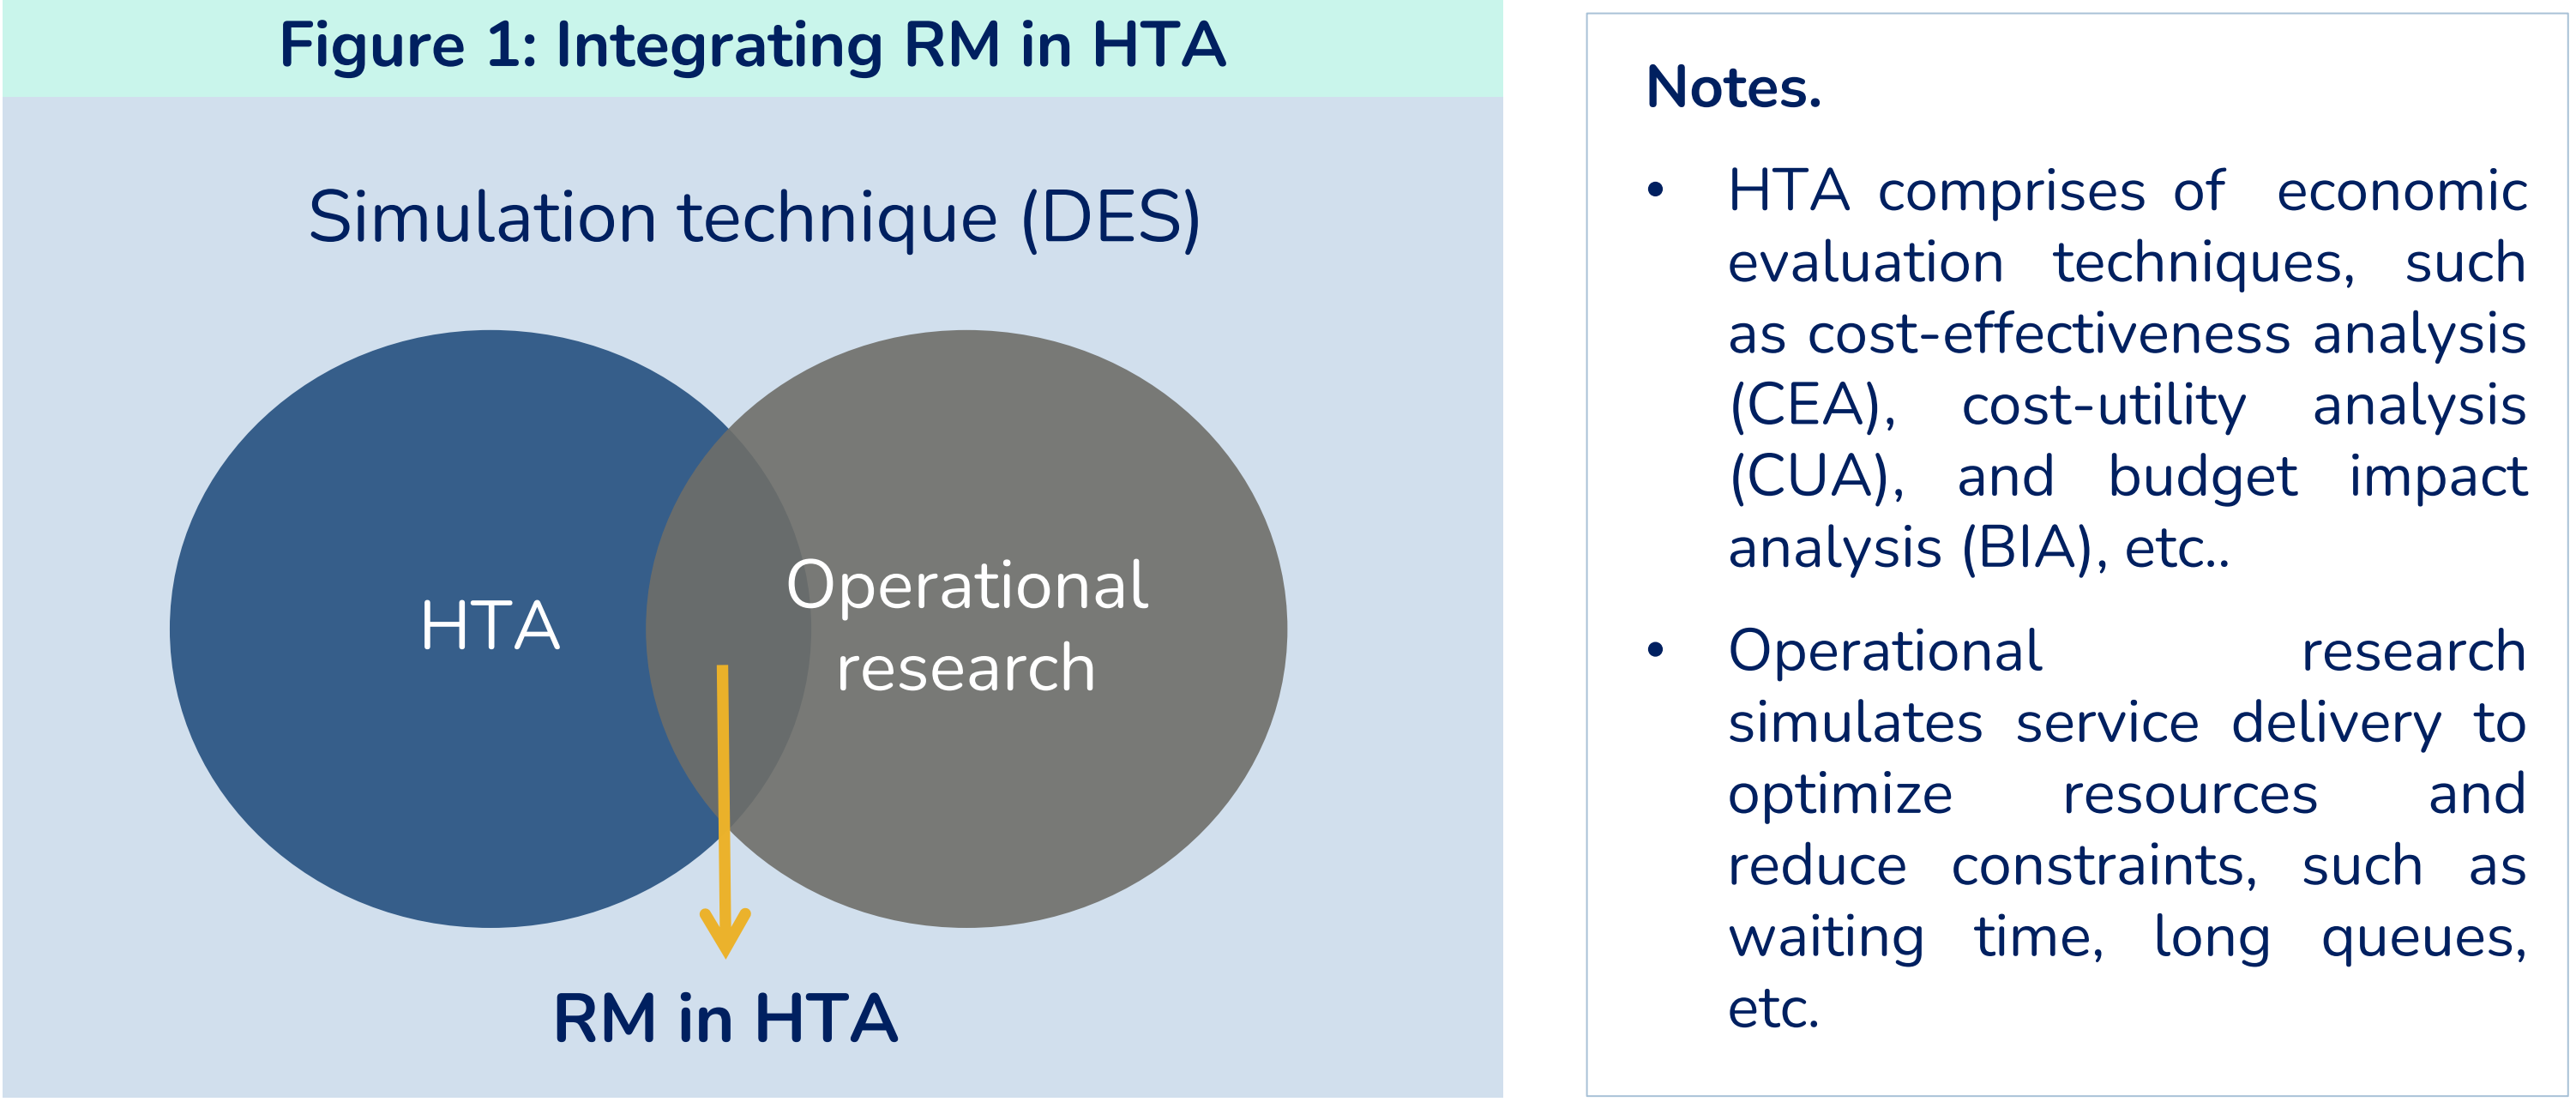 Figure 1: Integrating RM in HTA
Simulation technique (DES)
HTA
Operational
research
RM in HTA
Notes.
• HTA comprises of economic
evaluation techniques, such
as cost-effectiveness analysis
(CEA), cost-utility analysis
(CUA), and budget impact
analysis (BIA), etc..
• Operational research
simulates service delivery to
optimize resources and
reduce constraints, such as
waiting time, long queues,
etc.